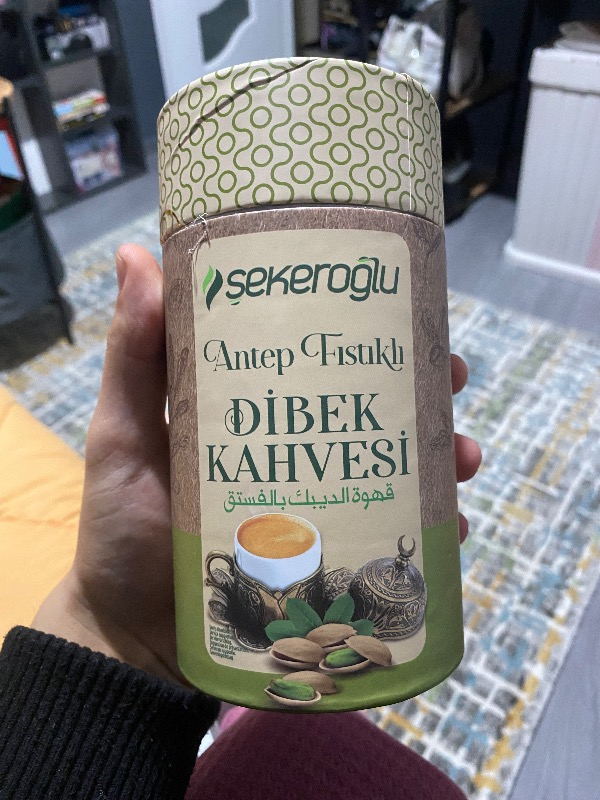 şekeroğlu
Antep Fıstıklı
DİBEK
KAHVESİ
قهوة الديبك بالفستق